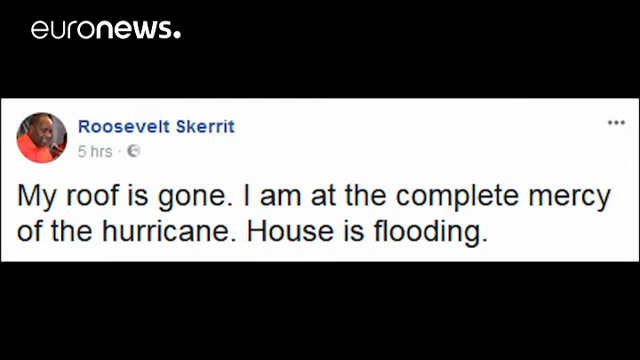 euronews.
Roosevelt Skerrit
5 hrs ·
My roof is gone. I am at the complete mercy
of the hurricane. House is flooding.